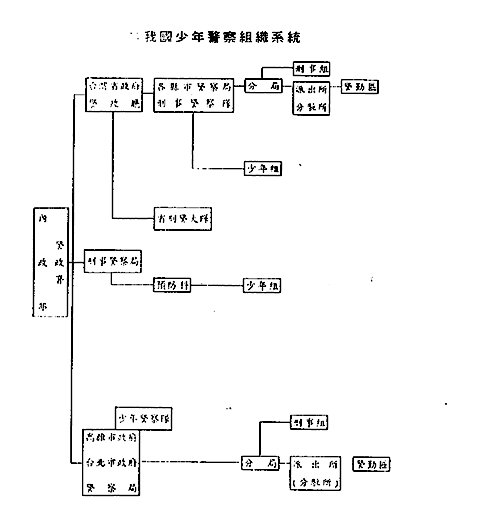 我國少年警察組織系統
刑事組
台灣省政府
警政廳
各縣市警察局
刑事警察隊
分局
派出所
分駐所
警勤區
少年組
省刑警大隊
內政部
警政署
刑事警察局
預防科
少年組
少年警察隊
高雄市政府
台北市政府
警察局
刑事組
分局
派出所
(分駐所)
警勤區